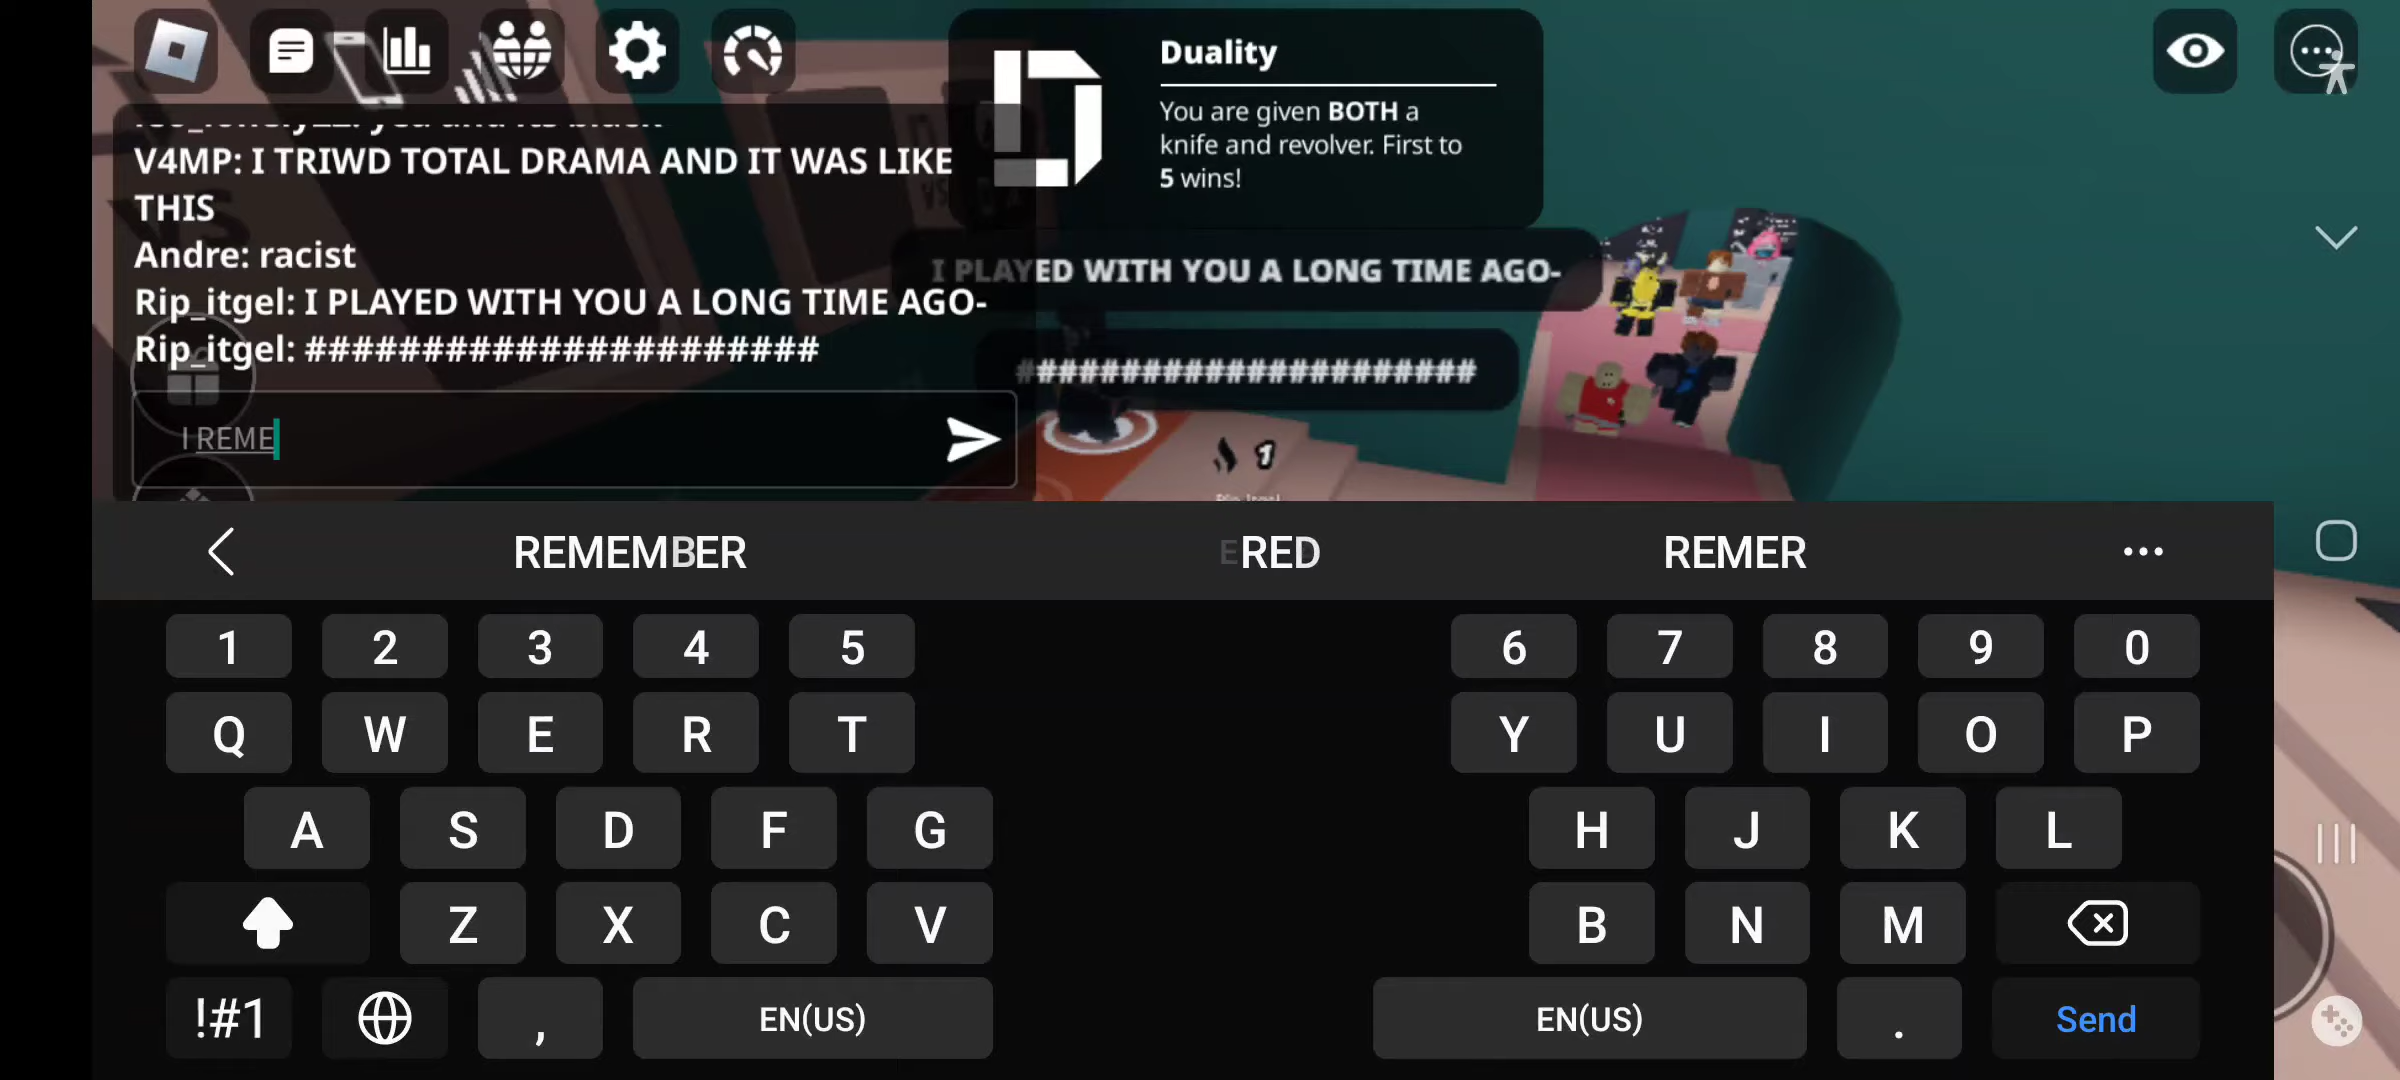 Duality
You are given BOTH a
knife and revolver. First to
5 wins!
V4MP: I TRIWD TOTAL DRAMA AND IT WAS LIKE
THIS
Andre: racist
Rip_itgel: I PLAYED WITH YOU A LONG TIME AGO-
Rip_itgel: ######################
I PLAYED WITH YOU A LONG TIME AGO-
######################
I REME
1
REMEMBER
RED
REMER
1 2 3 4 5 6 7 8 9 0
Q W E R T Y U I O P
A S D F G H J K L
Z X C V B N M
!#1 , EN(US) EN(US) . Send